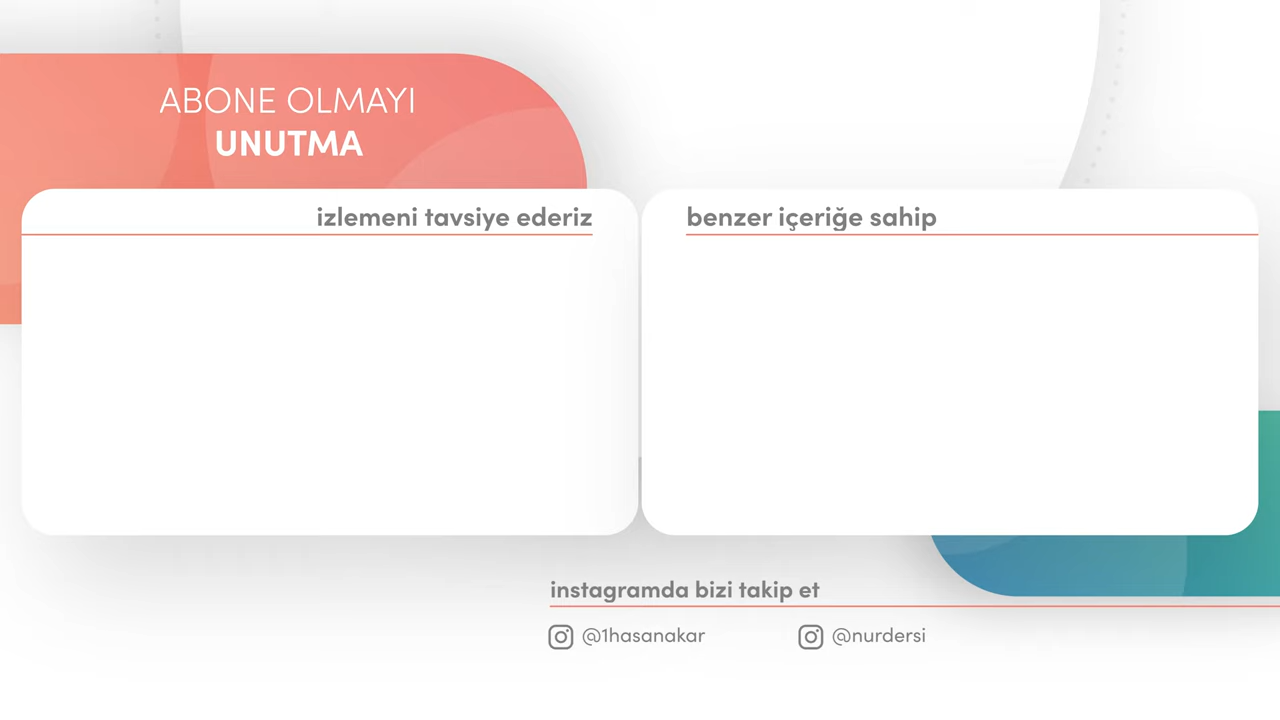 ABONE OLMAYI
UNUTMA
izlemeni tavsiye ederiz
benzer içeriğe sahip
instagramda bizi takip et
@1hasanakar
@nurdersi